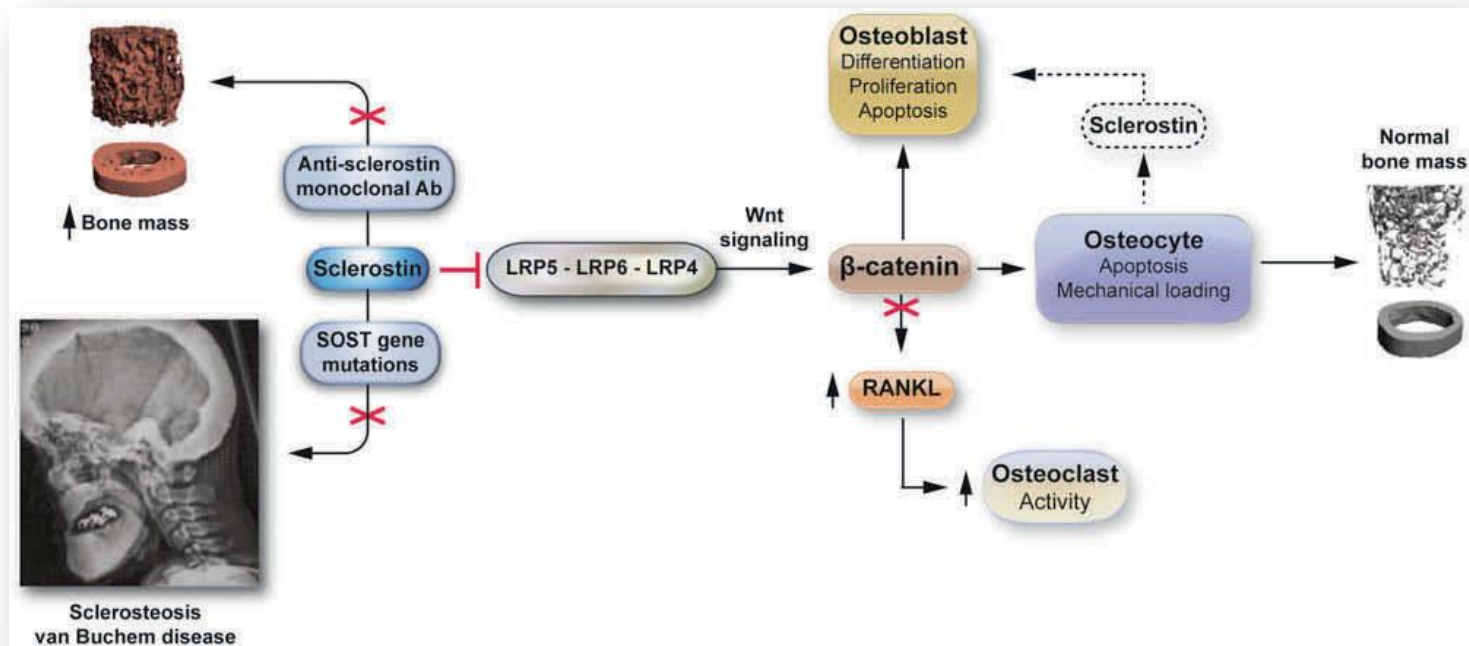 Bone mass
Anti-sclerostin
monoclonal Ab
Sclerostin
SOST gene
mutations
Sclerosteosis
van Buchem disease
LRP5 - LRP6 - LRP4
Wnt
signaling
β-catenin
Osteoblast
Differentiation
Proliferation
Apoptosis
Sclerostin
Osteocyte
Apoptosis
Mechanical loading
Normal
bone mass
RANKL
Osteoclast
Activity